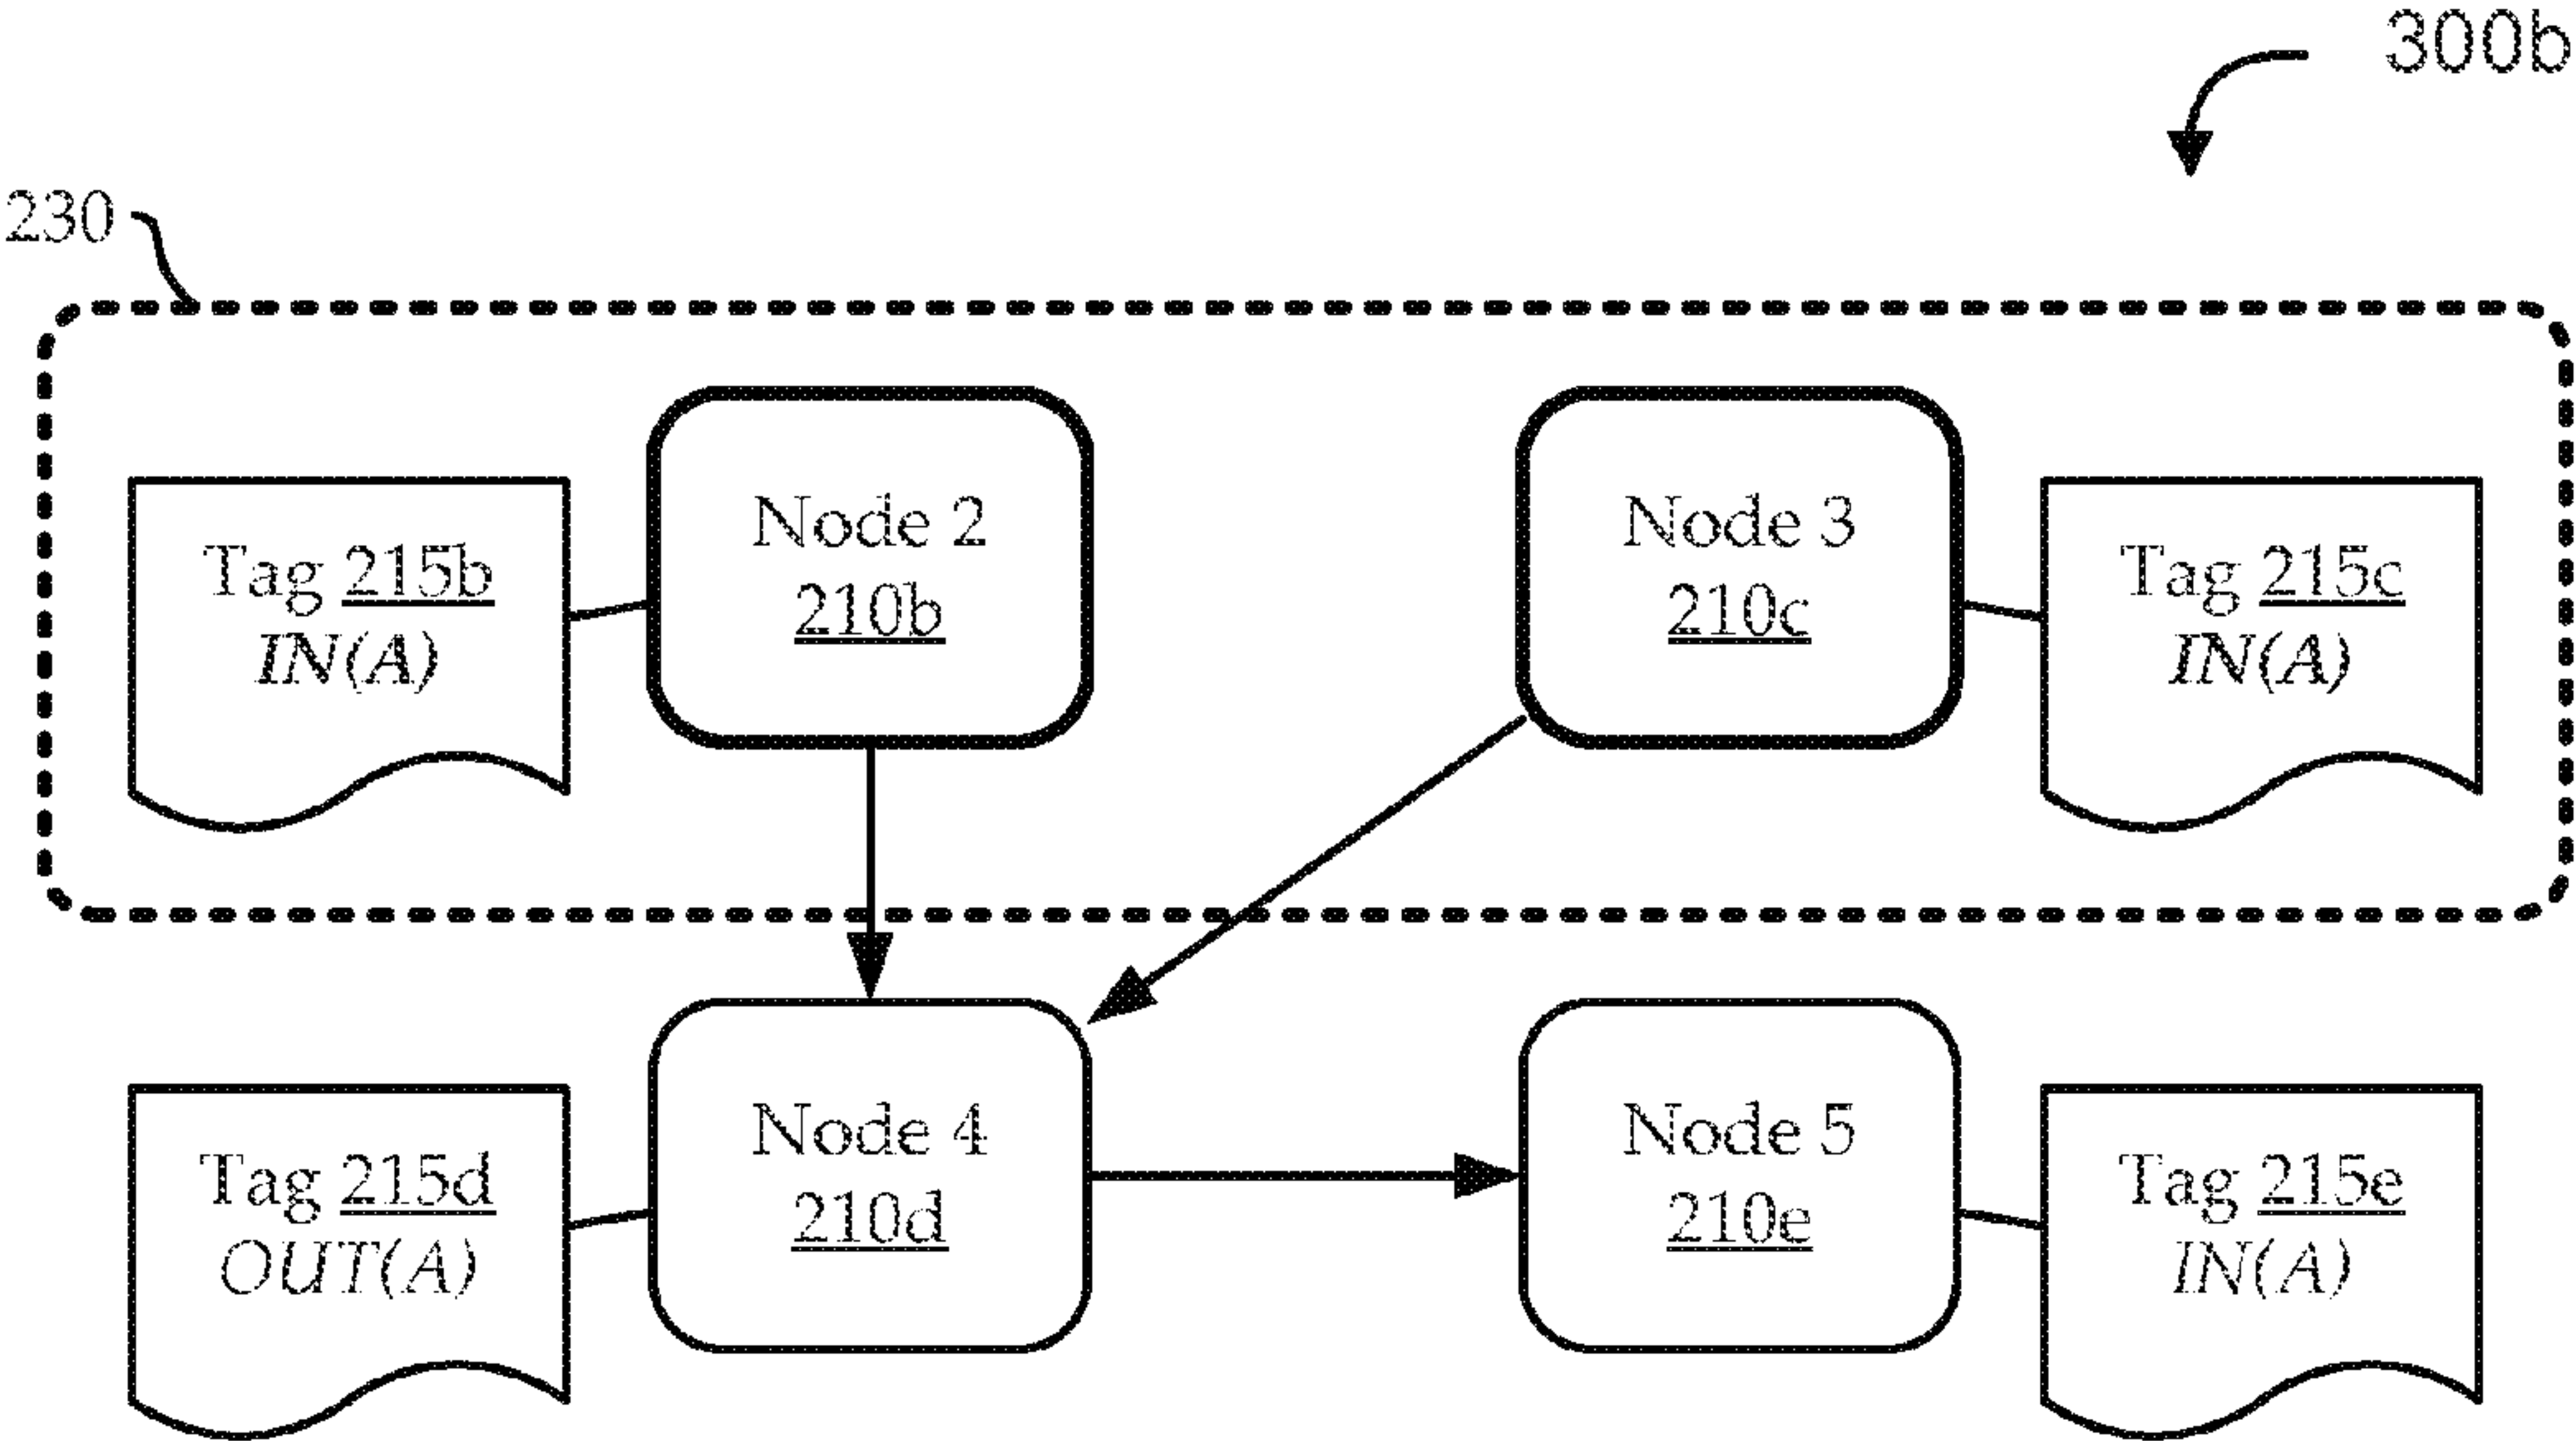 300b
230
Node 2
210b
Node 3
210c
Tag 215b
IN(A)
Tag 215c
IN(A)
Node 4
210d
Node 5
210e
Tag 215d
OUT(A)
Tag 215e
IN(A)